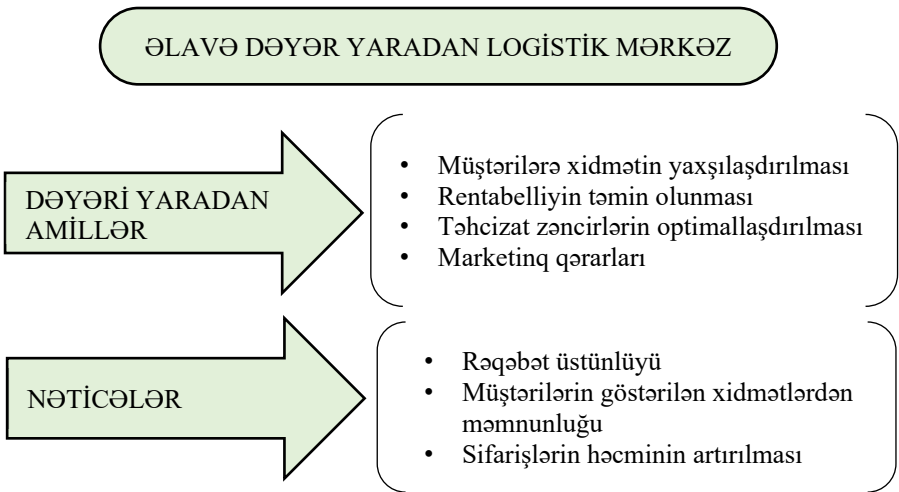 ƏLAVƏ DƏYƏR YARADAN LOGİSTİK MƏRKƏZ
DƏYƏRİ YARADAN
AMİLLƏR
• Müştərilərə xidmətin yaxşılaşdırılması
• Rentabelliyin təmin olunması
• Təhcizat zəncirlərin optimallaşdırılması
• Marketinq qərarları
NƏTİCƏLƏR
• Rəqəbət üstünlüyü
• Müştərilərin göstərilən xidmətlərdən
məmnunluğu
• Sifarişlərin həcminin artırılması